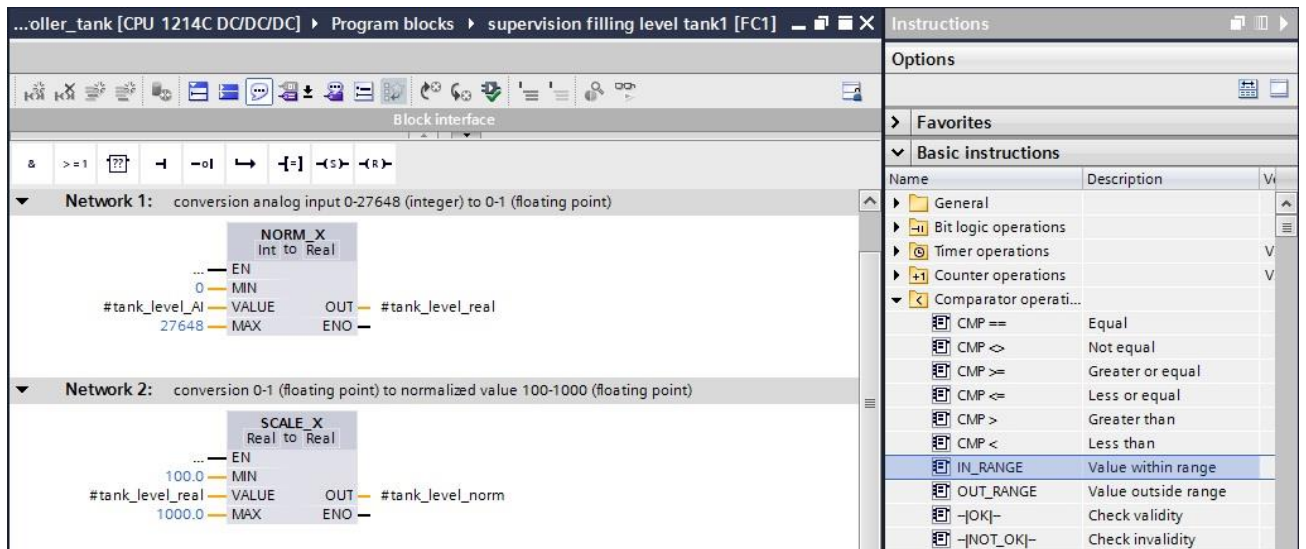 ...oller_tank [CPU 1214C DC/DC/DC] ▸ Program blocks ▸ supervision filling level tank1 [FC1]
Block interface
& >=1 ?? -[=] -(S)- -(R)-
Network 1: conversion analog input 0-27648 (integer) to 0-1 (floating point)
NORM_X
Int to Real
... EN
0 MIN
#tank_level_AI VALUE OUT #tank_level_real
27648 MAX ENO
Network 2: conversion 0-1 (floating point) to normalized value 100-1000 (floating point)
SCALE_X
Real to Real
... EN
100.0 MIN
#tank_level_real VALUE OUT #tank_level_norm
1000.0 MAX ENO
Instructions
Options
Favorites
Basic instructions
Name Description
General
Bit logic operations
Timer operations V
Counter operations V
Comparator operati...
CMP == Equal
CMP <> Not equal
CMP >= Greater or equal
CMP <= Less or equal
CMP > Greater than
CMP < Less than
IN_RANGE Value within range
OUT_RANGE Value outside range
-|OK|- Check validity
-|NOT_OK|- Check invalidity